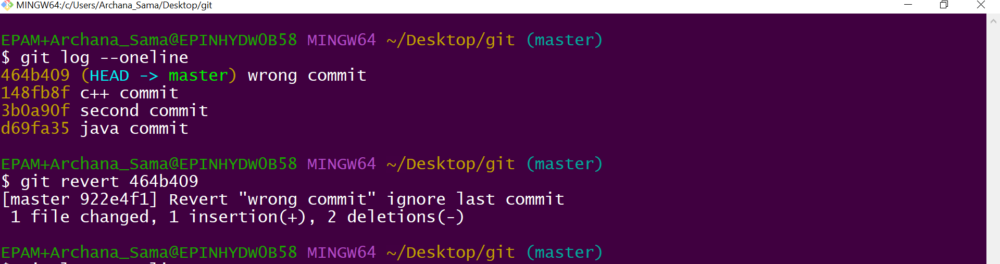 MINGW64:/c/Users/Archana_Sama/Desktop/git
EPAM+Archana_Sama@EPINHYDW0B58 MINGW64 ~/Desktop/git (master)
$ git log --oneline
464b409 (HEAD -> master) wrong commit
148fb8f c++ commit
3b0a90f second commit
d69fa35 java commit
EPAM+Archana_Sama@EPINHYDW0B58 MINGW64 ~/Desktop/git (master)
$ git revert 464b409
[master 922e4f1] Revert "wrong commit" ignore last commit
1 file changed, 1 insertion(+), 2 deletions(-)
EPAM+Archana_Sama@EPINHYDW0B58 MINGW64 ~/Desktop/git (master)